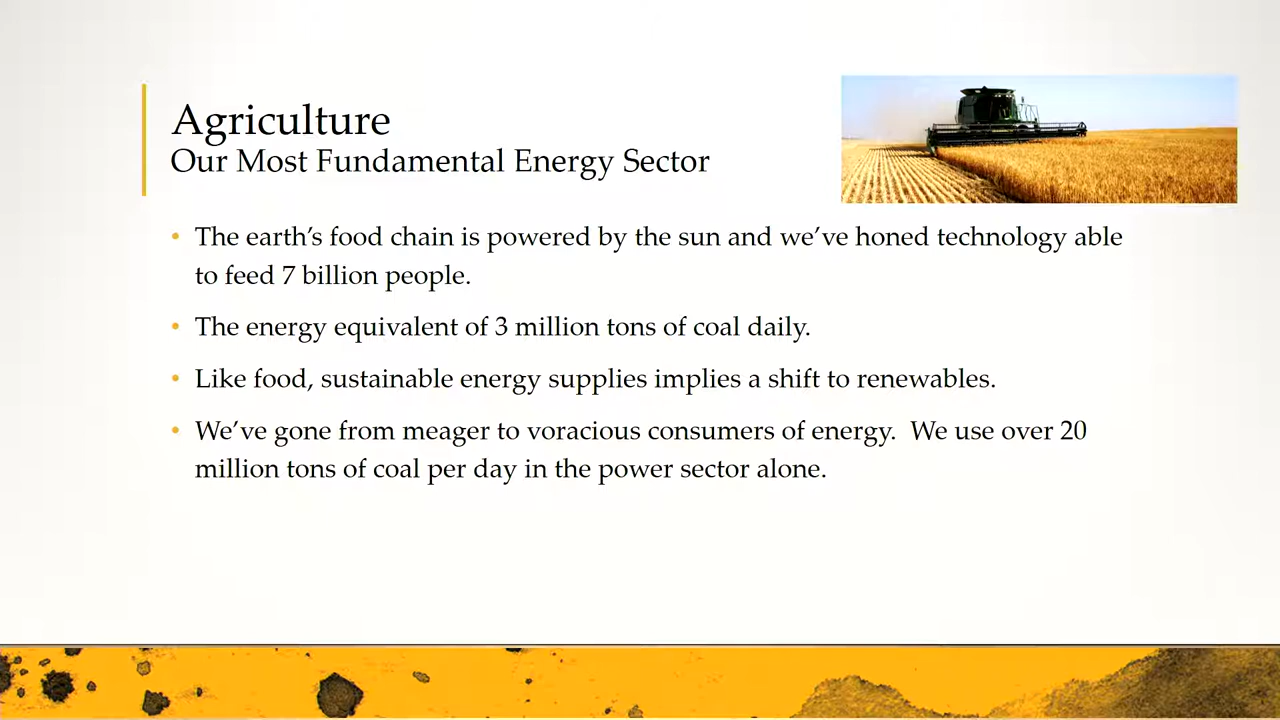 Agriculture
Our Most Fundamental Energy Sector
• The earth’s food chain is powered by the sun and we’ve honed technology able
to feed 7 billion people.
• The energy equivalent of 3 million tons of coal daily.
• Like food, sustainable energy supplies implies a shift to renewables.
• We’ve gone from meager to voracious consumers of energy.  We use over 20
million tons of coal per day in the power sector alone.